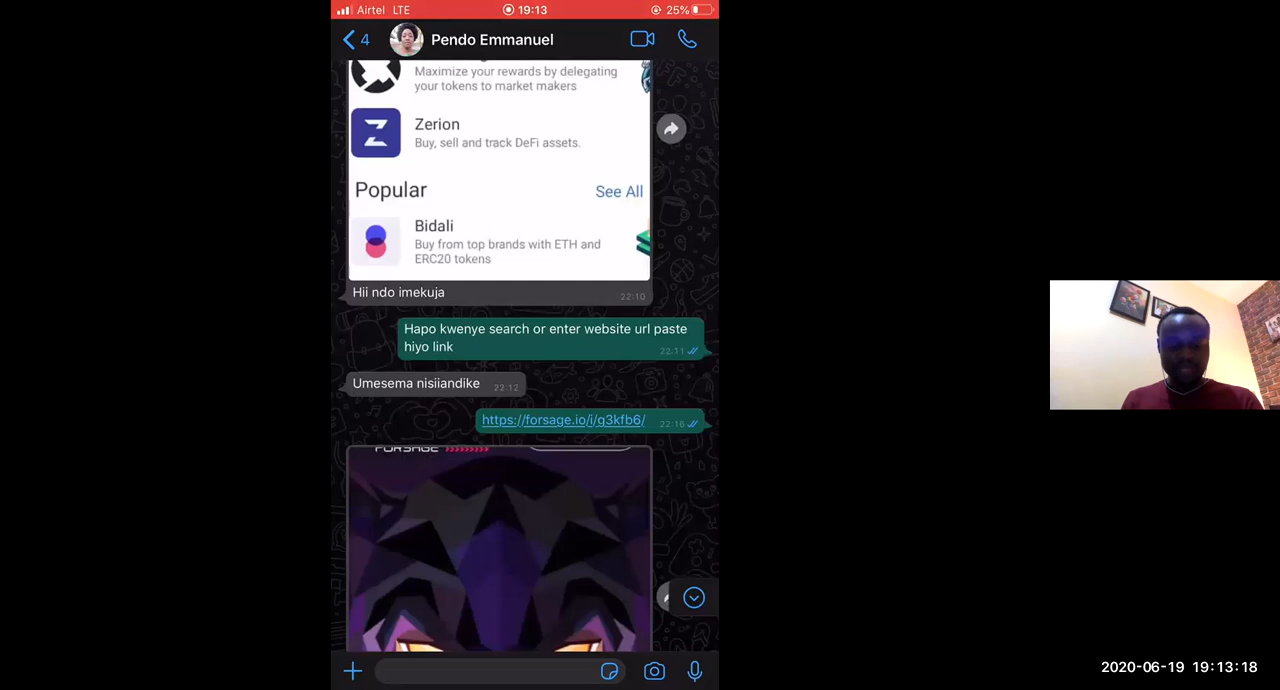 Airtel LTE 19:13 25%
4 Pendo Emmanuel
Maximize your rewards by delegating
your tokens to market makers
Zerion
Buy, sell and track DeFi assets.
Popular See All
Bidali
Buy from top brands with ETH and
ERC20 tokens
Hii ndo imekuja 22:10
Hapo kwenye search or enter website url paste
hiyo link 22:11
Umesema nisiiandike 22:12
https://forsage.io/i/g3kfb6/ 22:16
FORSAGE
2020-06-19 19:13:18